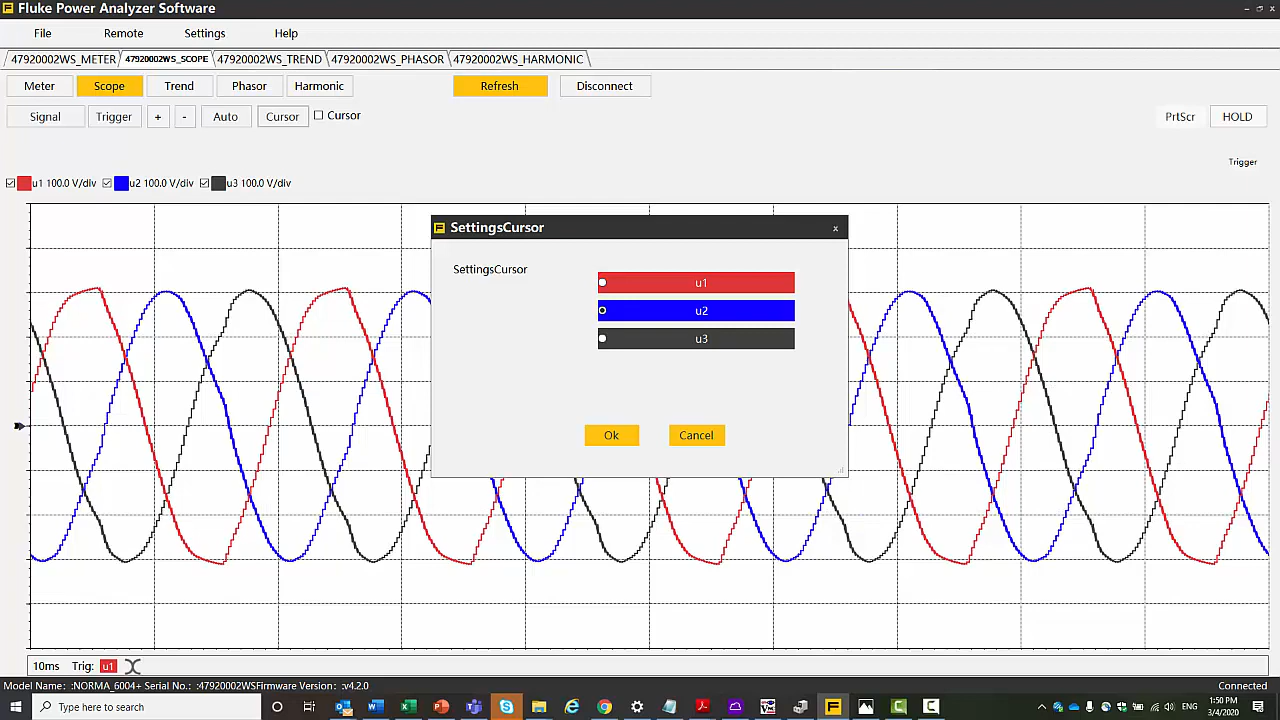 Fluke Power Analyzer Software
File Remote Settings Help
47920002WS_METER 47920002WS_SCOPE 47920002WS_TREND 47920002WS_PHASOR 47920002WS_HARMONIC
Meter Scope Trend Phasor Harmonic Refresh Disconnect
Signal Trigger + - Auto Cursor Cursor PrtScr HOLD
Trigger
u1 100.0 V/div u2 100.0 V/div u3 100.0 V/div
F SettingsCursor x
SettingsCursor
u1
u2
u3
Ok Cancel
10ms Trig: u1
Model Name: :NORMA_6004+ Serial No.: :47920002WSFirmware Version: :v4.2.0 Connected
Type here to search
ENG
1:50 PM
3/4/2020